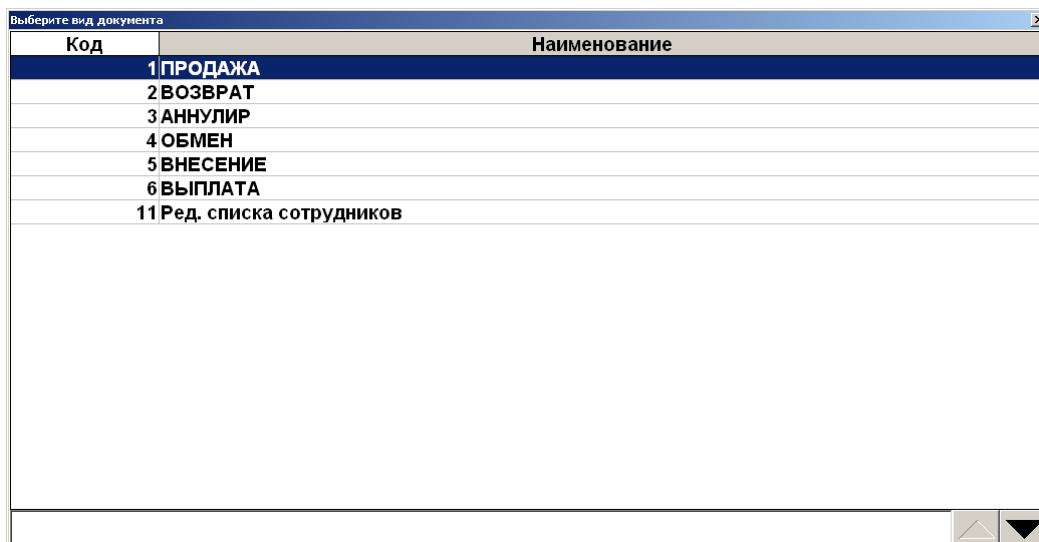 Выберите вид документа
Код Наименование
1 ПРОДАЖА
2 ВОЗВРАТ
3 АННУЛИР
4 ОБМЕН
5 ВНЕСЕНИЕ
6 ВЫПЛАТА
11 Ред. списка сотрудников